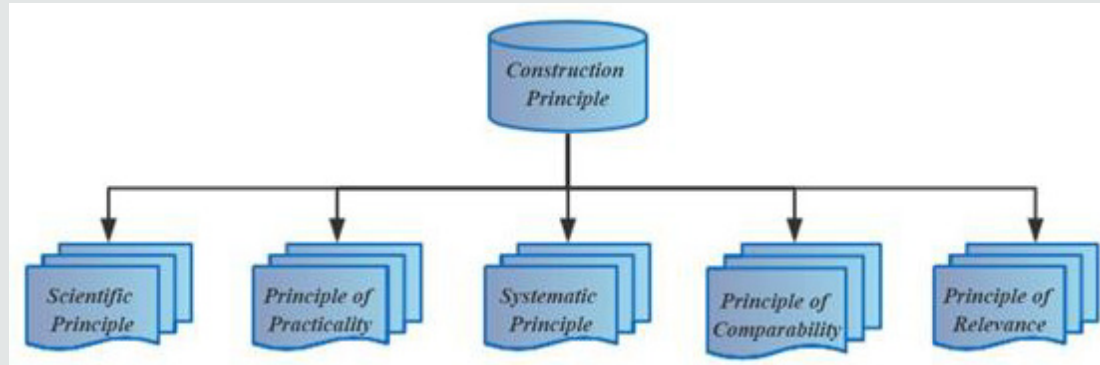 Construction
Principle
Scientific
Principle
Principle of
Practicality
Systematic
Principle
Principle of
Comparability
Principle of
Relevance